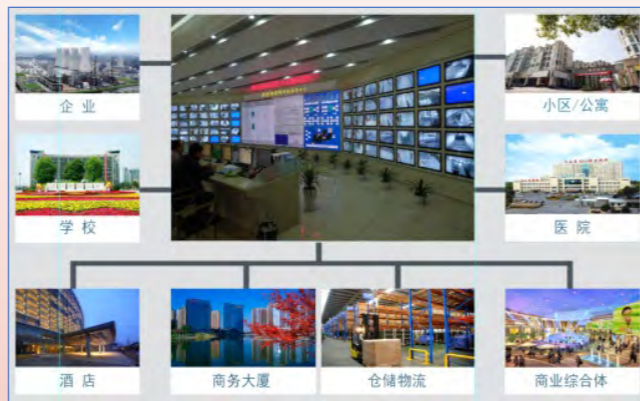 企 业
小区/公寓
学 校
医 院
酒 店
商务大厦
仓储物流
商业综合体